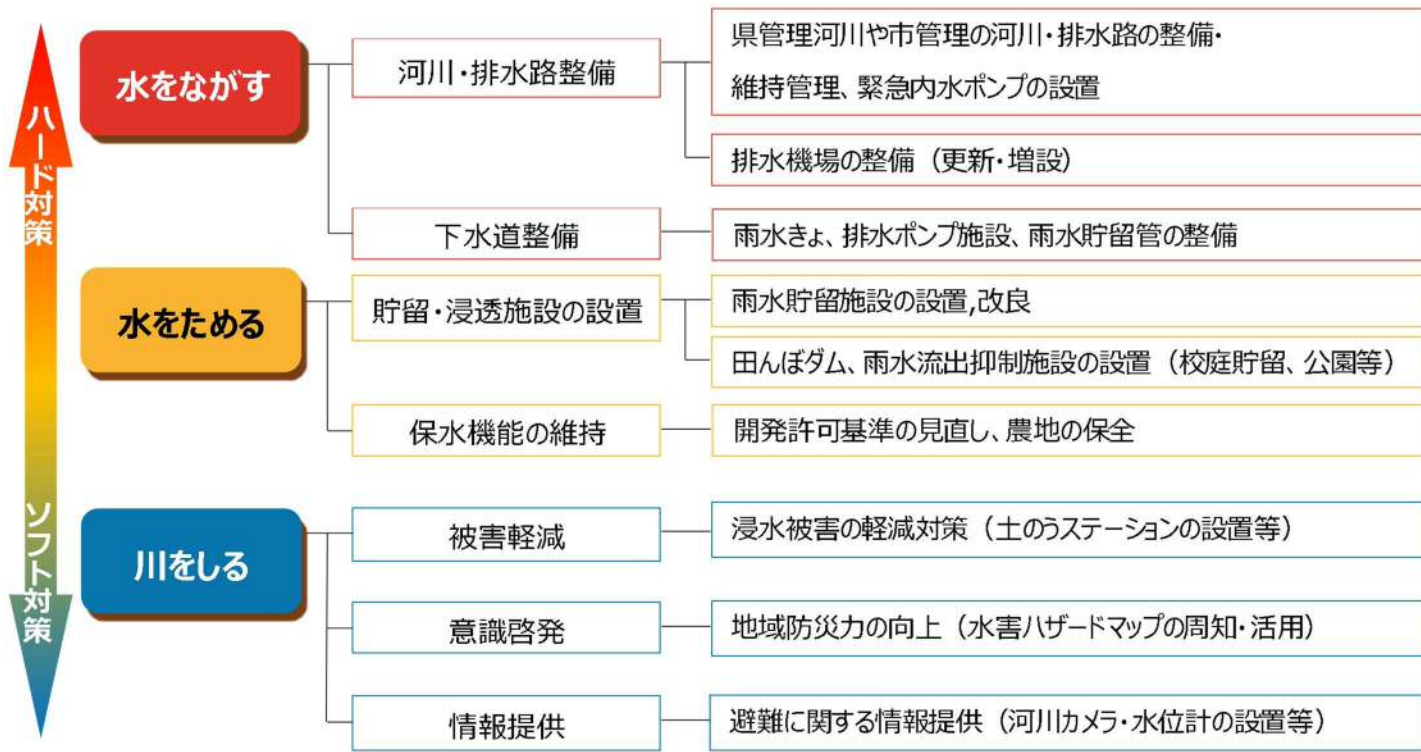 ハード対策
水をながす
河川・排水路整備
県管理河川や市管理の河川・排水路の整備・
維持管理、緊急内水ポンプの設置
排水機場の整備（更新・増設）
下水道整備
雨水きょ、排水ポンプ施設、雨水貯留管の整備
水をためる
貯留・浸透施設の設置
雨水貯留施設の設置,改良
田んぼダム、雨水流出抑制施設の設置（校庭貯留、公園等）
保水機能の維持
開発許可基準の見直し、農地の保全
ソフト対策
川をしる
被害軽減
浸水被害の軽減対策（土のうステーションの設置等）
意識啓発
地域防災力の向上（水害ハザードマップの周知・活用）
情報提供
避難に関する情報提供（河川カメラ・水位計の設置等）